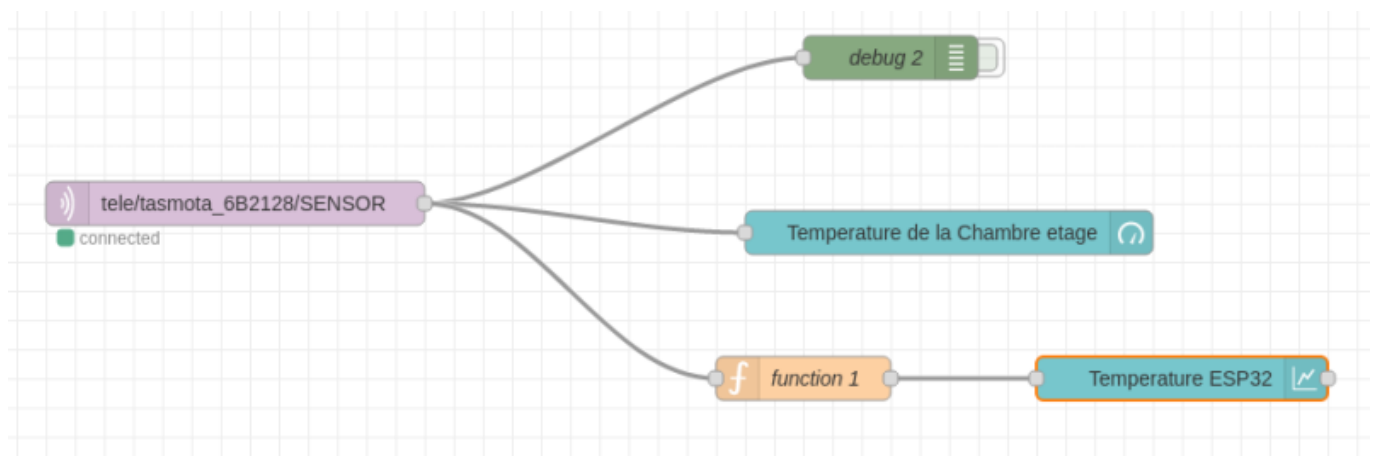 debug 2
tele/tasmota_6B2128/SENSOR
connected
Temperature de la Chambre etage
function 1
Temperature ESP32